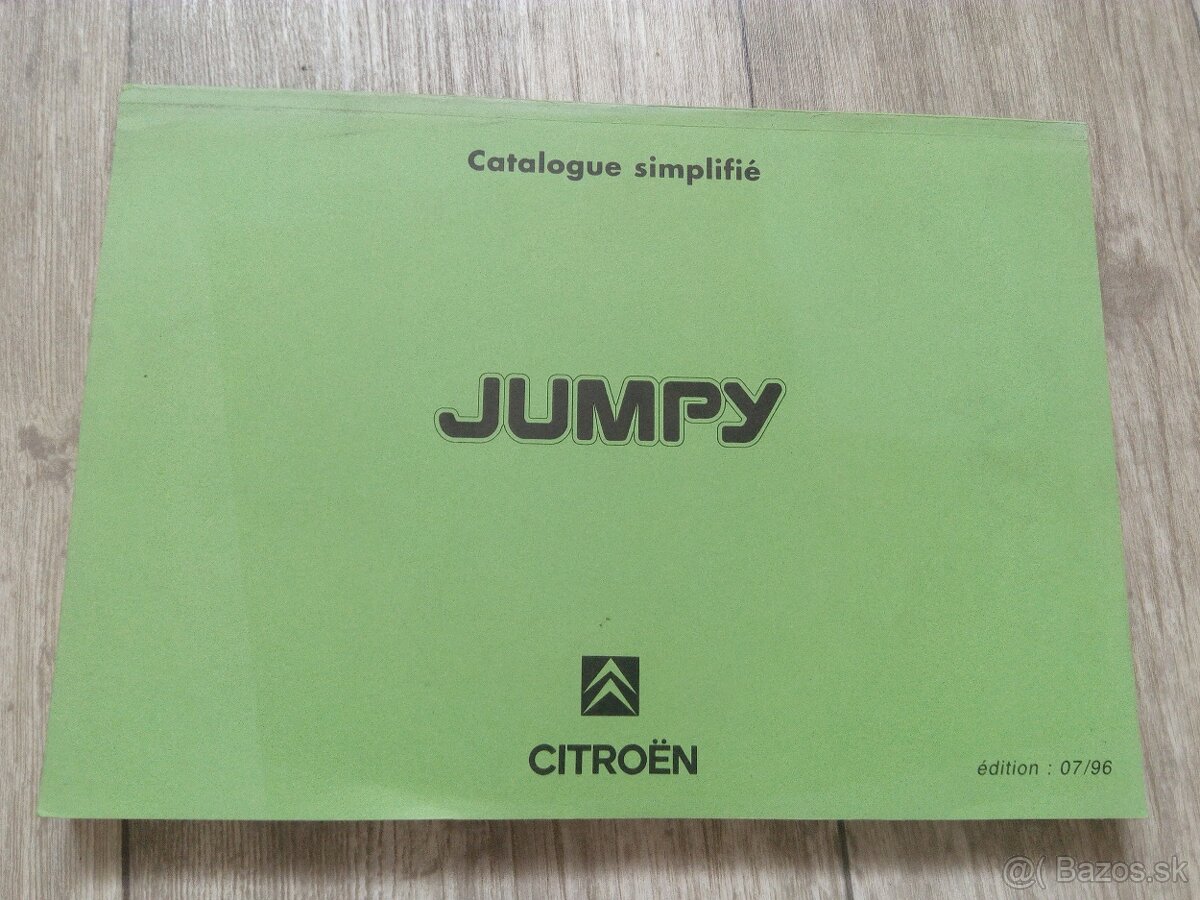 Catalogue simplifié
JUMPY
CITROËN
édition : 07/96
@( Bazos.sk